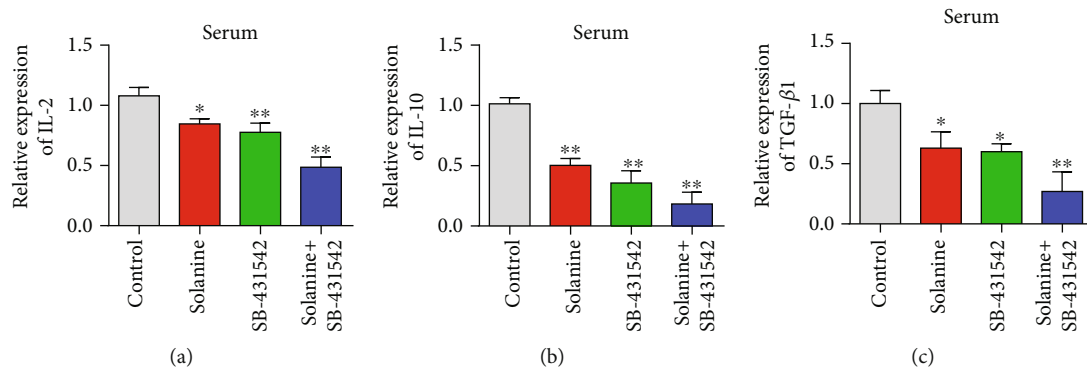 Serum
Relative expression
of IL-2
1.5
1.0
0.5
0.0
*
**
**
Control
Solanine
SB-431542
Solanine+
SB-431542
(a)
Serum
Relative expression
of IL-10
1.5
1.0
0.5
0.0
**
**
**
Control
Solanine
SB-431542
Solanine+
SB-431542
(b)
Serum
Relative expression
of TGF-β1
1.5
1.0
0.5
0.0
*
*
**
Control
Solanine
SB-431542
Solanine+
SB-431542
(c)